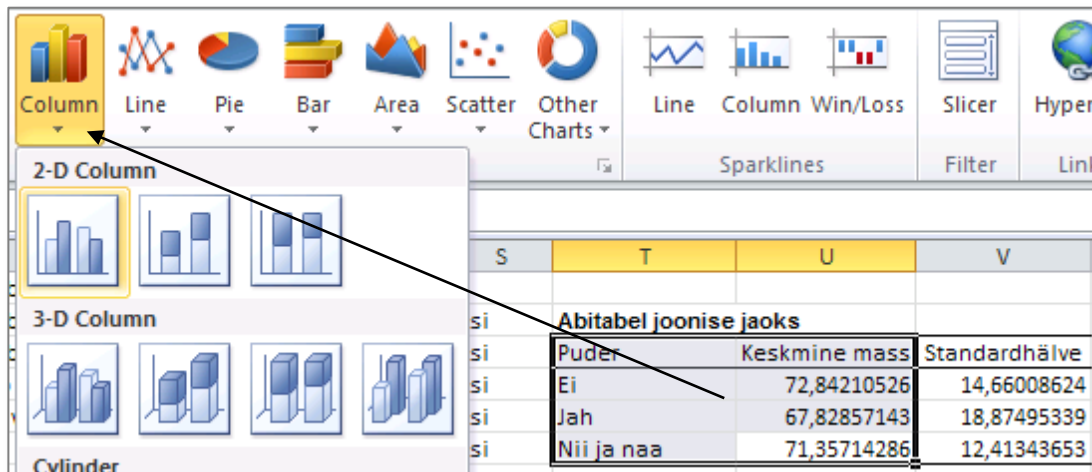 Column Line Pie Bar Area Scatter Other Charts Line Column Win/Loss Slicer
Sparklines Filter
2-D Column
3-D Column
Cylinder
S T U V
si Abitabel joonise jaoks
si Puder Keskmine mass Standardhälve
si Ei 72,84210526 14,66008624
si Jah 67,82857143 18,87495339
si Nii ja naa 71,35714286 12,41343653